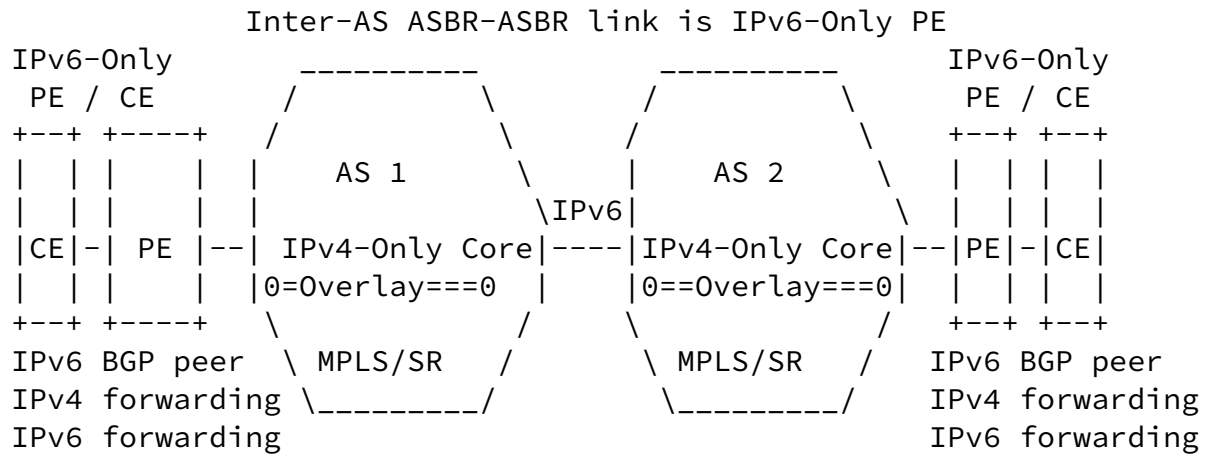 Inter-AS ASBR-ASBR link is IPv6-Only PE
IPv6-Only IPv6-Only
PE / CE PE / CE
AS 1 AS 2
IPv6
CE PE IPv4-Only Core IPv4-Only Core PE CE
0=Overlay===0 0==Overlay===0
IPv6 BGP peer MPLS/SR MPLS/SR IPv6 BGP peer
IPv4 forwarding IPv4 forwarding
IPv6 forwarding IPv6 forwarding